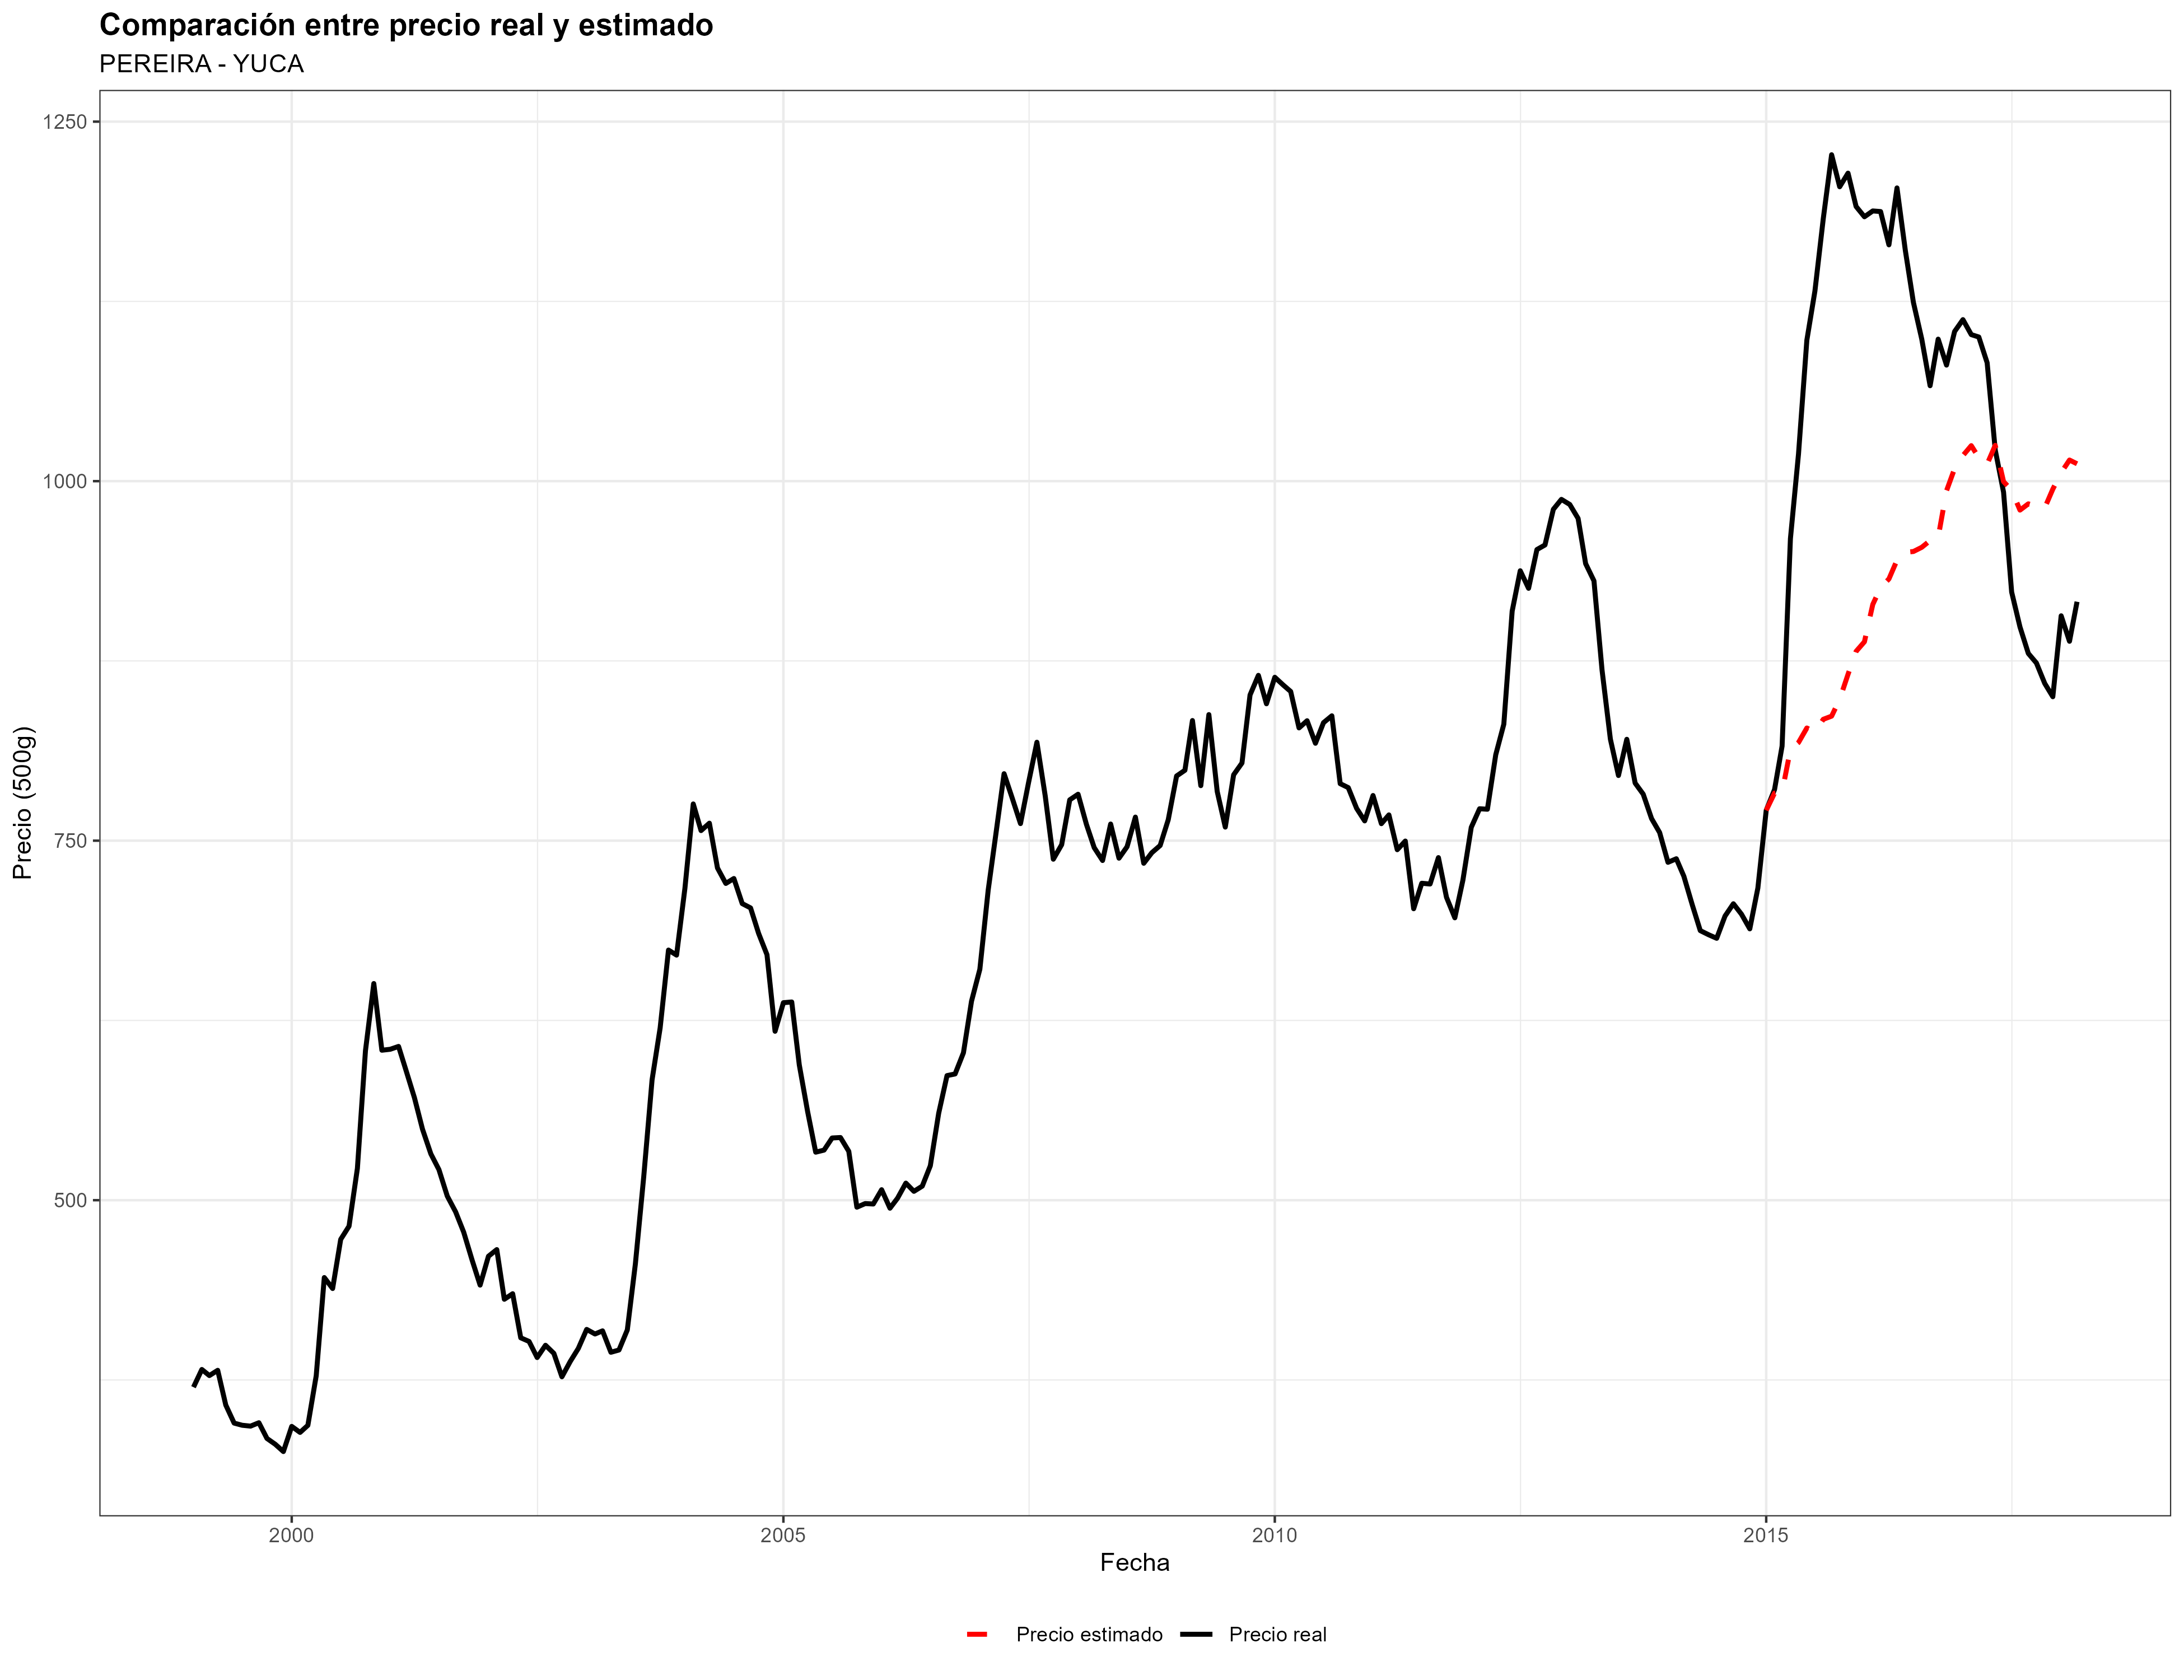 Comparación entre precio real y estimado
PEREIRA - YUCA
Precio (500g)
1250
1000
750
500
2000 2005 2010 2015
Fecha
Precio estimado Precio real